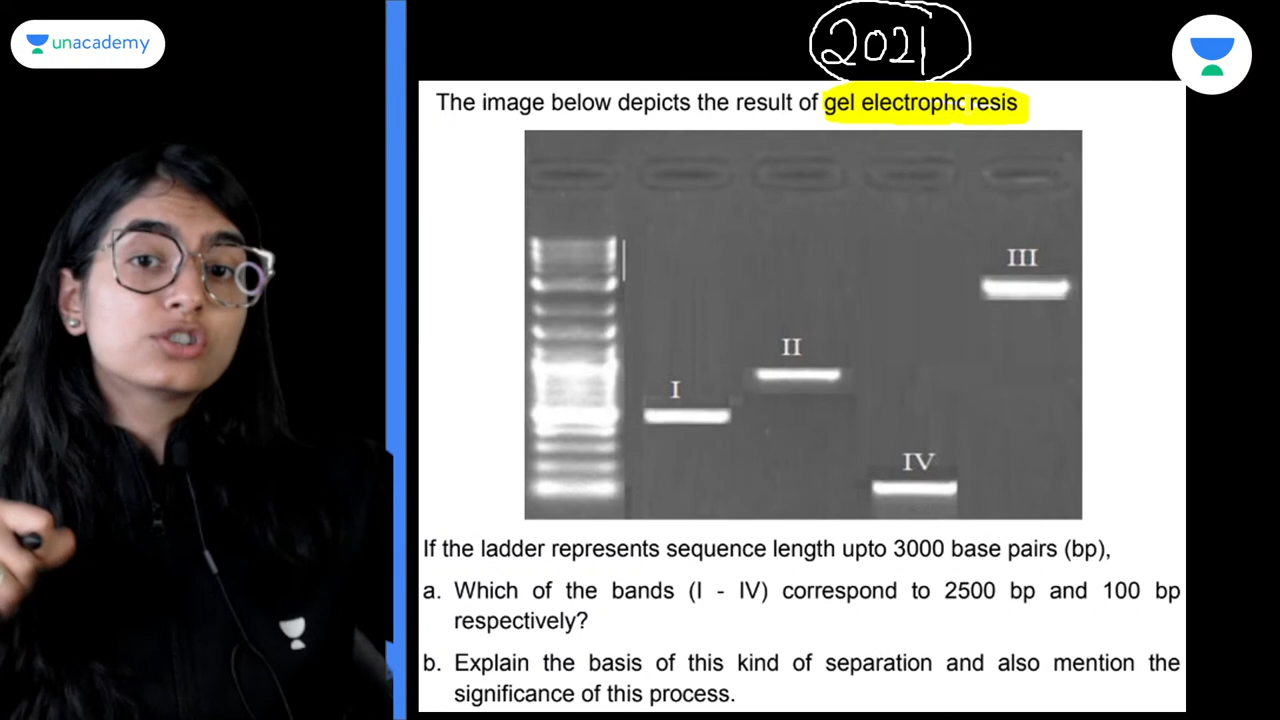 unacademy
2021
The image below depicts the result of gel electrophoresis
III
II
I
IV
If the ladder represents sequence length upto 3000 base pairs (bp),
a. Which of the bands (I - IV) correspond to 2500 bp and 100 bp
respectively?
b. Explain the basis of this kind of separation and also mention the
significance of this process.